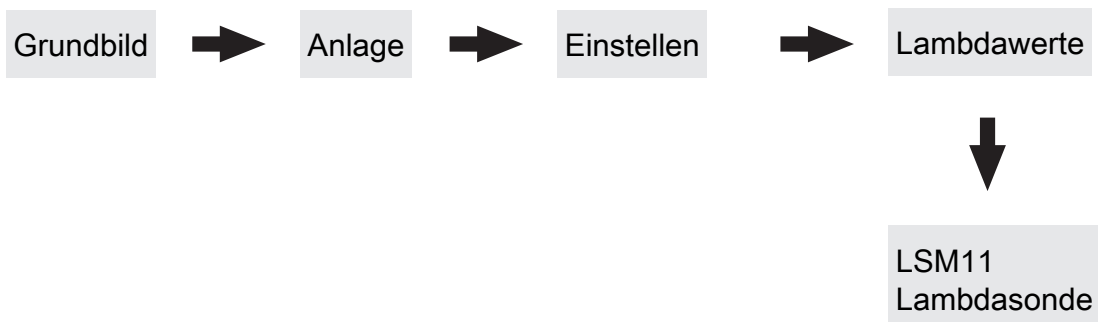 Grundbild
Anlage
Einstellen
Lambdawerte
LSM11
Lambdasonde